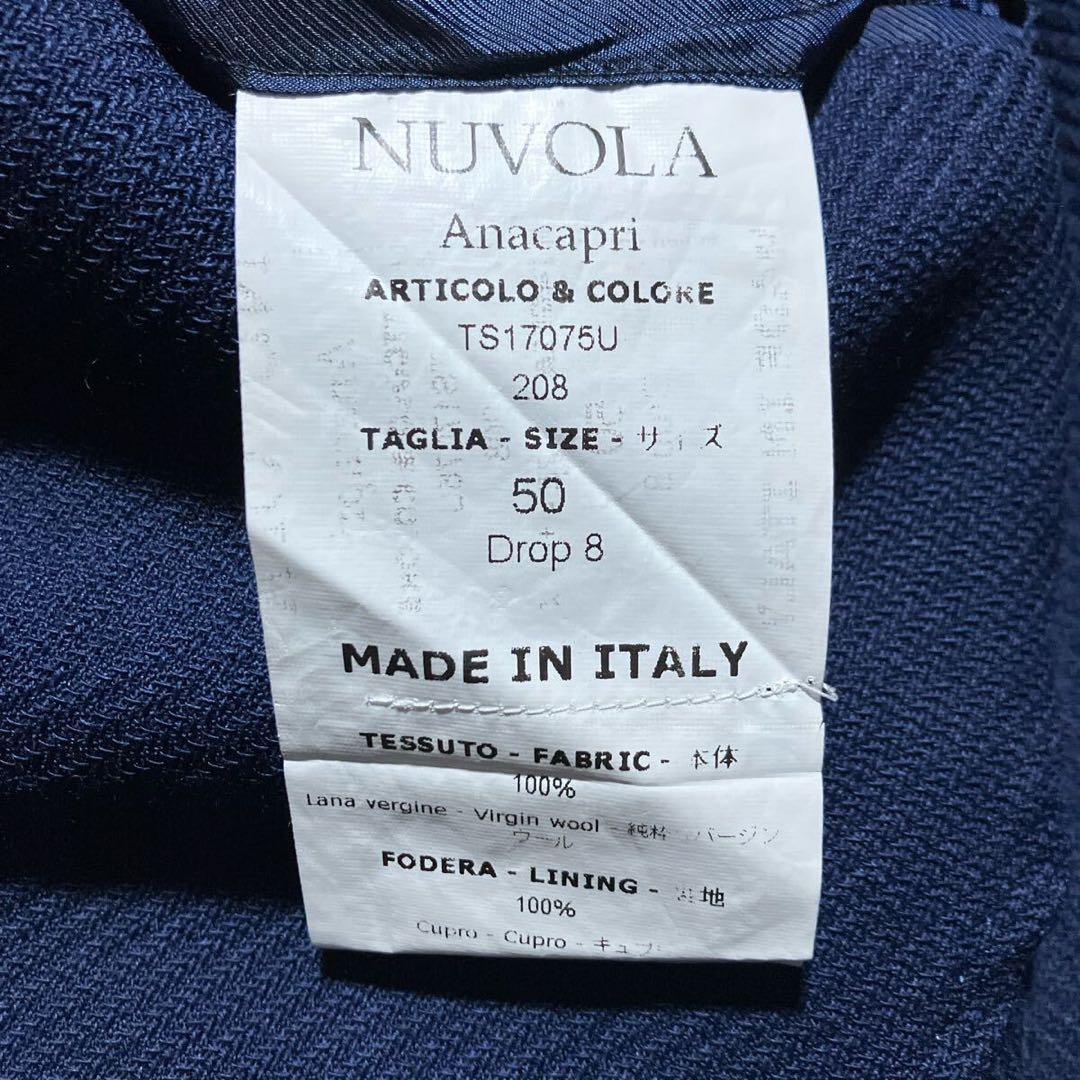 NUVOLA
Anacapri
ARTICOLO & COLORE
TS17075U
208
TAGLIA - SIZE - サイズ
50
Drop 8
MADE IN ITALY
TESSUTO - FABRIC - 本体
100%
Lana vergine - Virgin wool - 純粋 バージン
ウール
FODERA - LINING - 裏地
100%
Cupro - Cupro - キュプ